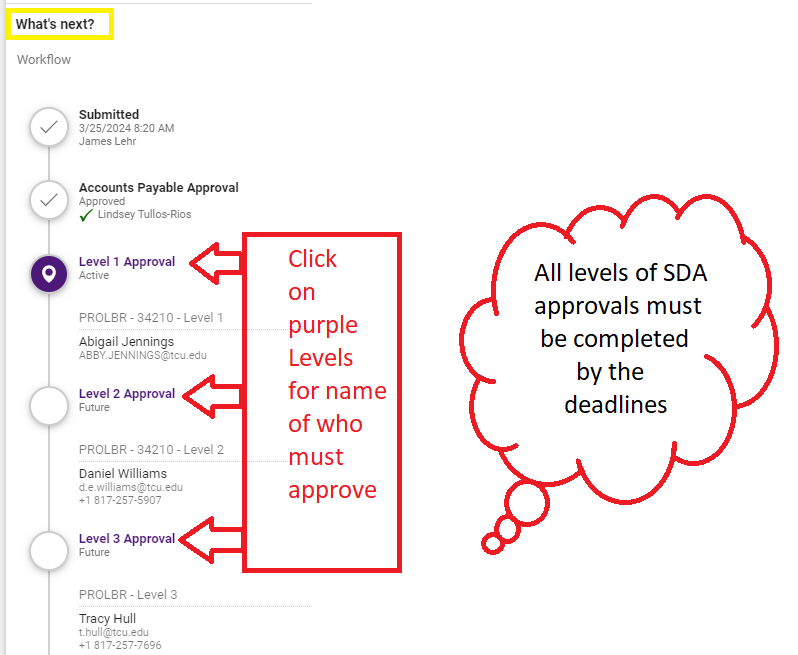 What's next?
Workflow
Submitted
3/25/2024 8:20 AM
James Lehr
Accounts Payable Approval
Approved
Lindsey Tullos-Rios
Level 1 Approval
Active
PROLBR - 34210 - Level 1
Abigail Jennings
ABBY.JENNINGS@tcu.edu
Level 2 Approval
Future
PROLBR - 34210 - Level 2
Daniel Williams
d.e.williams@tcu.edu
+1 817-257-5907
Level 3 Approval
Future
PROLBR - Level 3
Tracy Hull
t.hull@tcu.edu
+1 817-257-7696
Click
on
purple
Levels
for name
of who
must
approve
All levels of SDA
approvals must
be completed
by the
deadlines